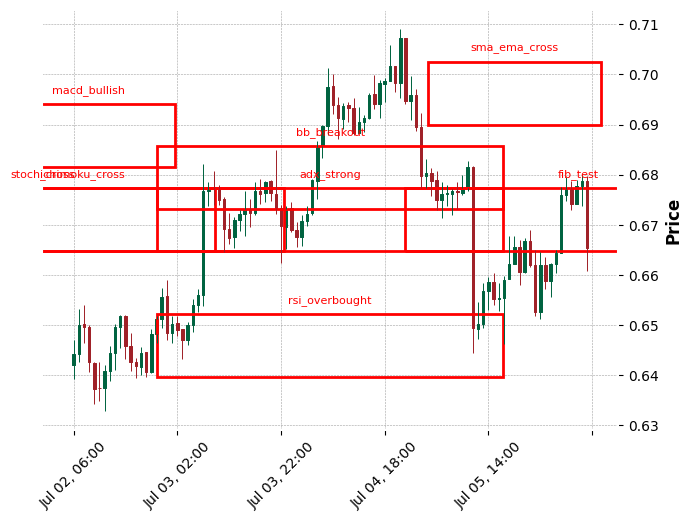 0.71
sma_ema_cross
0.70
macd_bullish
0.69
bb_breakout
0.68
ichimoku_cross
adx_strong
fib_test
0.67
Price
0.66
rsi_overbought
0.65
0.64
0.63
Jul 02, 06:00
Jul 03, 02:00
Jul 03, 22:00
Jul 04, 18:00
Jul 05, 14:00